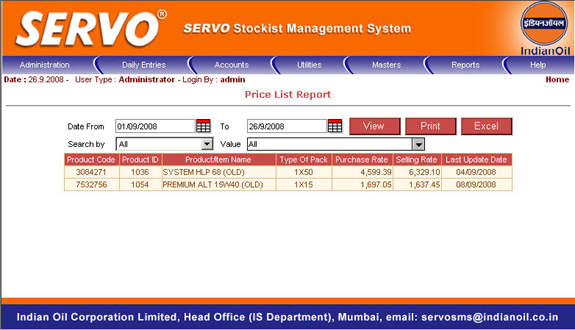 SERVO®
SERVO Stockist Management System
इंडियनऑयल
IndianOil
Administration Daily Entries Accounts Utilities Masters Reports Help
Date : 26.9.2008 - User Type : Administrator - Login By : admin Home
Price List Report
Date From 01/09/2008 To 26/9/2008 View Print Excel
Search by All Value All
Product Code Product ID Product/Item Name Type Of Pack Purchase Rate Selling Rate Last Update Date
3084271 1036 SYSTEM HLP 68 (OLD) 1X50 4,599.39 6,329.10 04/09/2008
7532756 1054 PREMIUM ALT 15W40 (OLD) 1X15 1,697.05 1,637.45 08/09/2008
Indian Oil Corporation Limited, Head Office (IS Department), Mumbai, email: servosms@indianoil.co.in